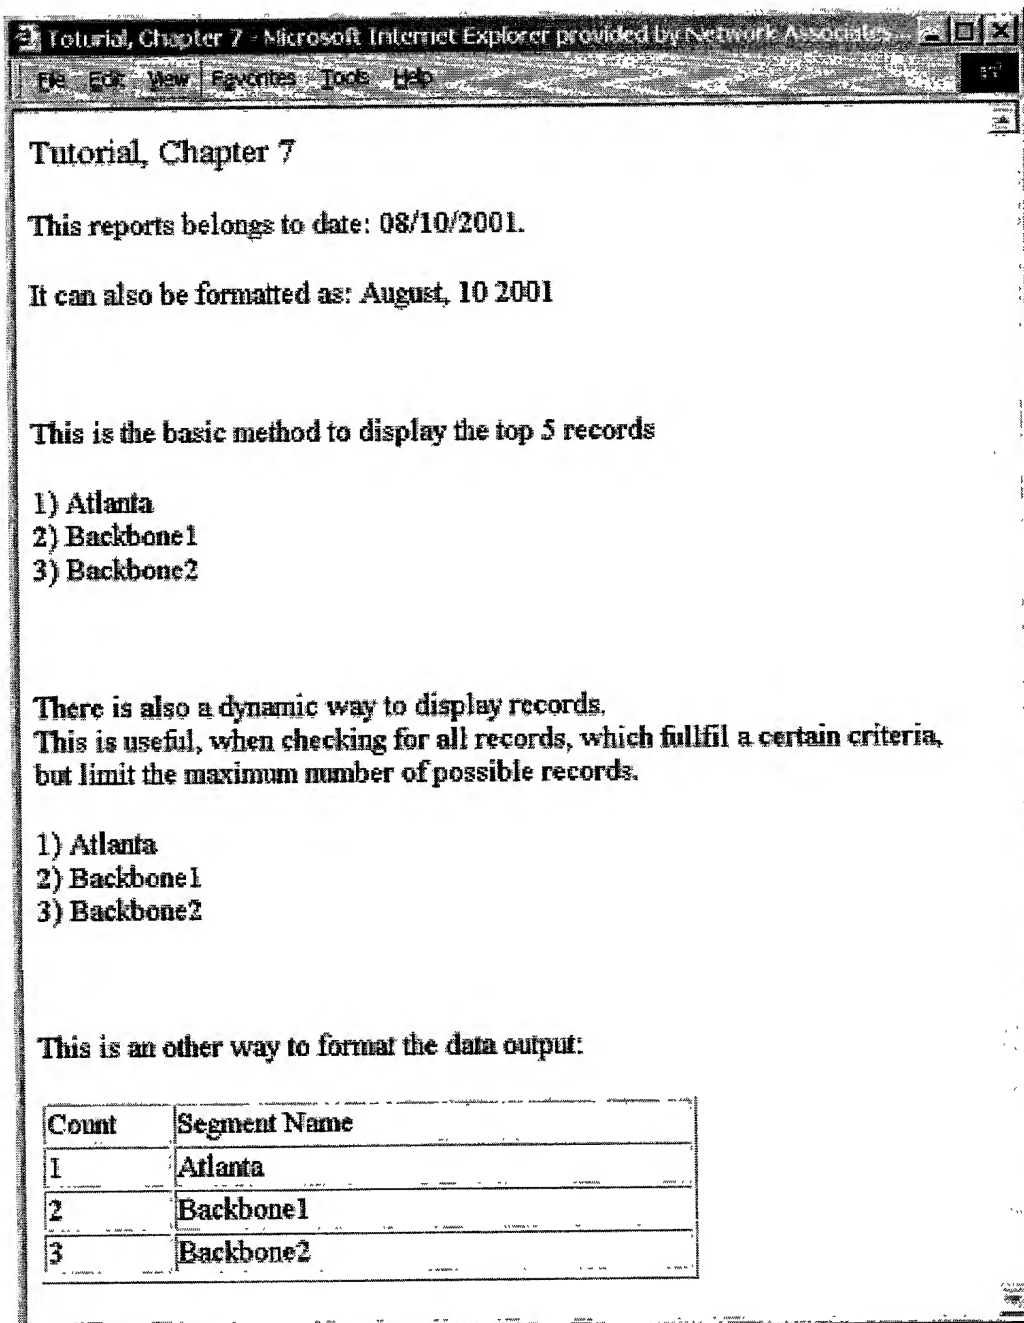 Toturial, Chapter 7 - Microsoft Internet Explorer provided by Network Associates...
File Edit View Favorites Tools Help
Tutorial, Chapter 7
This reports belongs to date: 08/10/2001.
It can also be formatted as: August, 10 2001
This is the basic method to display the top 5 records
1) Atlanta
2) Backbone1
3) Backbone2
There is also a dynamic way to display records.
This is useful, when checking for all records, which fullfil a certain criteria,
but limit the maximum number of possible records.
1) Atlanta
2) Backbone1
3) Backbone2
This is an other way to format the data output:
Count Segment Name
1 Atlanta
2 Backbone1
3 Backbone2